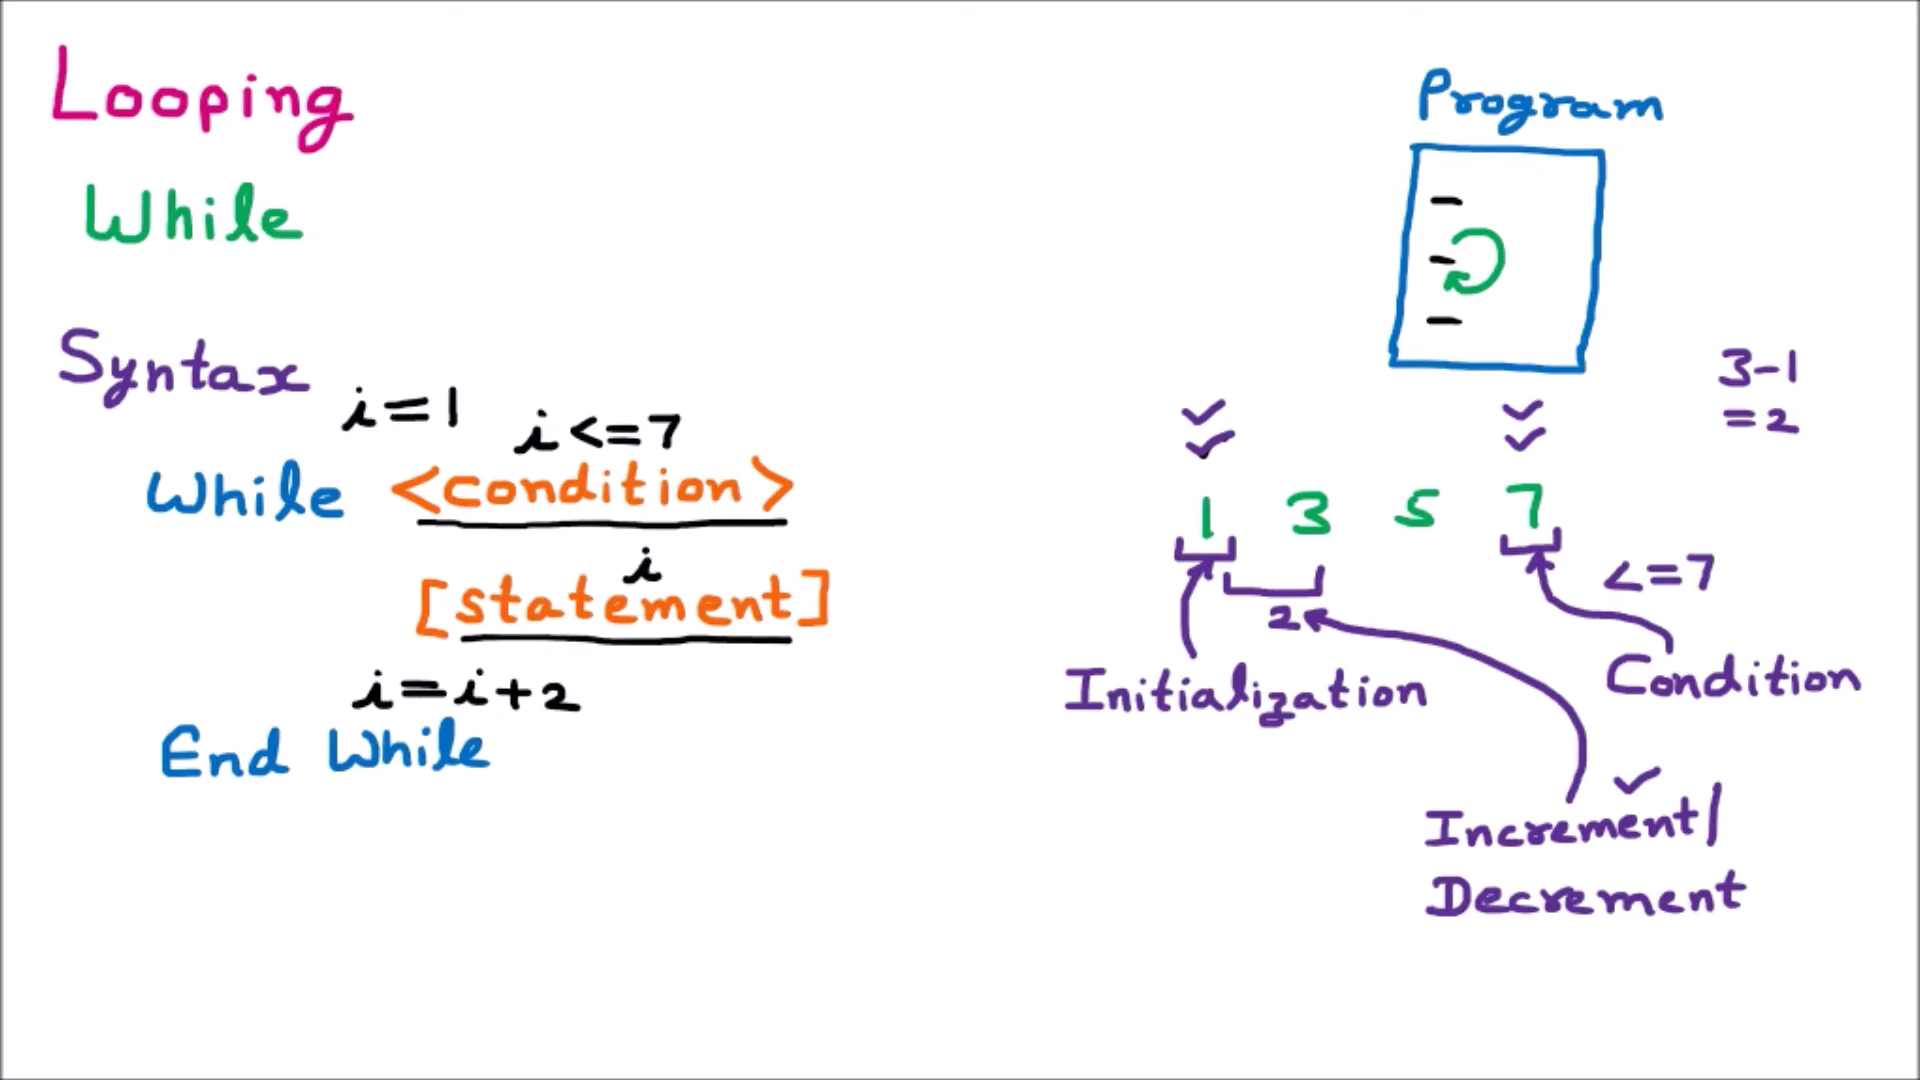 Looping
While
Syntax
i=1
i<=7
While <condition>
i
[statement]
i=i+2
End While
Program
3-1
=2
1 3 5 7
2
<=7
Initialization
Condition
Increment/
Decrement